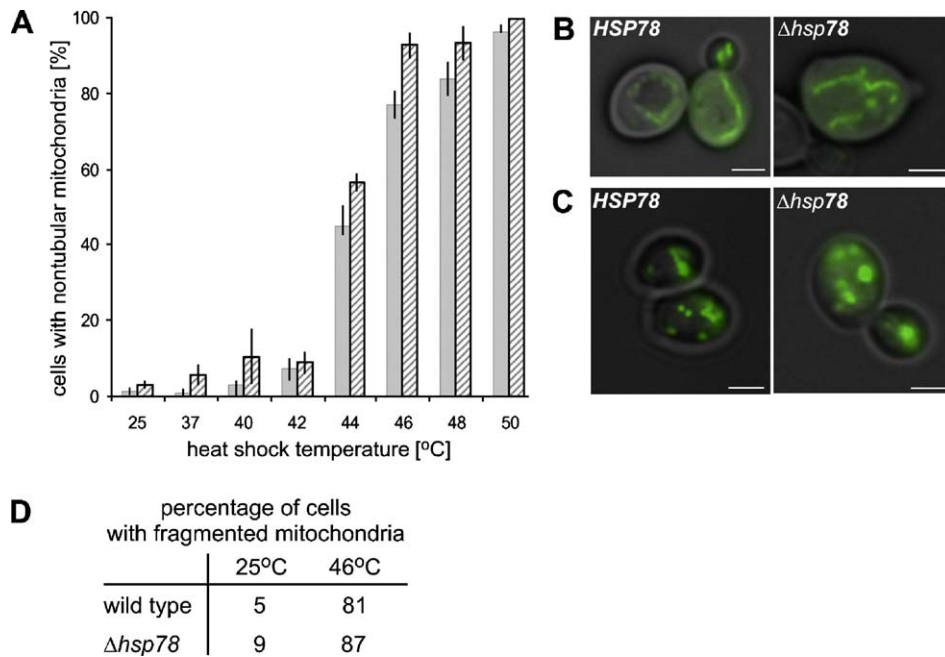 A
cells with nontubular mitochondria [%]
100
80
60
40
20
0
25 37 40 42 44 46 48 50
heat shock temperature [ºC]
B
HSP78
Δhsp78
C
HSP78
Δhsp78
D
percentage of cells
with fragmented mitochondria
25ºC 46ºC
wild type 5 81
Δhsp78 9 87